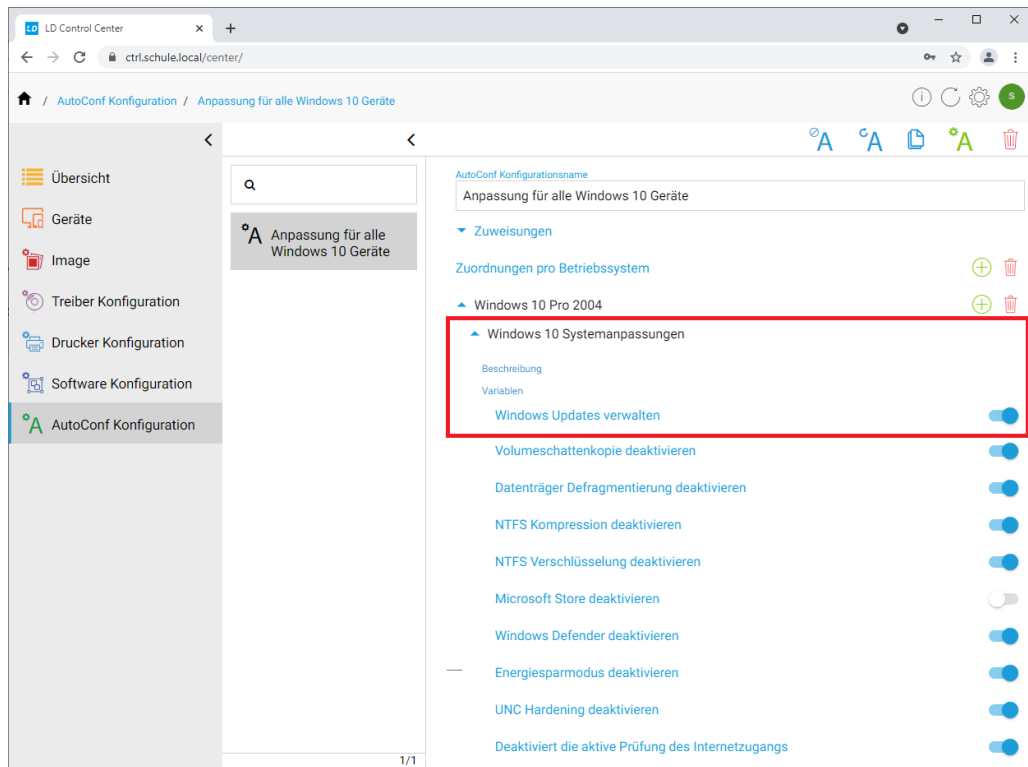 LD LD Control Center
ctrl.schule.local/center/
/ AutoConf Konfiguration / Anpassung für alle Windows 10 Geräte
S
Übersicht
Geräte
Image
Treiber Konfiguration
Drucker Konfiguration
Software Konfiguration
A AutoConf Konfiguration
A Anpassung für alle
Windows 10 Geräte
1/1
A A A
AutoConf Konfigurationsname
Anpassung für alle Windows 10 Geräte
Zuweisungen
Zuordnungen pro Betriebssystem
Windows 10 Pro 2004
Windows 10 Systemanpassungen
Beschreibung
Variablen
Windows Updates verwalten
Volumeschattenkopie deaktivieren
Datenträger Defragmentierung deaktivieren
NTFS Kompression deaktivieren
NTFS Verschlüsselung deaktivieren
Microsoft Store deaktivieren
Windows Defender deaktivieren
Energiesparmodus deaktivieren
UNC Hardening deaktivieren
Deaktiviert die aktive Prüfung des Internetzugangs